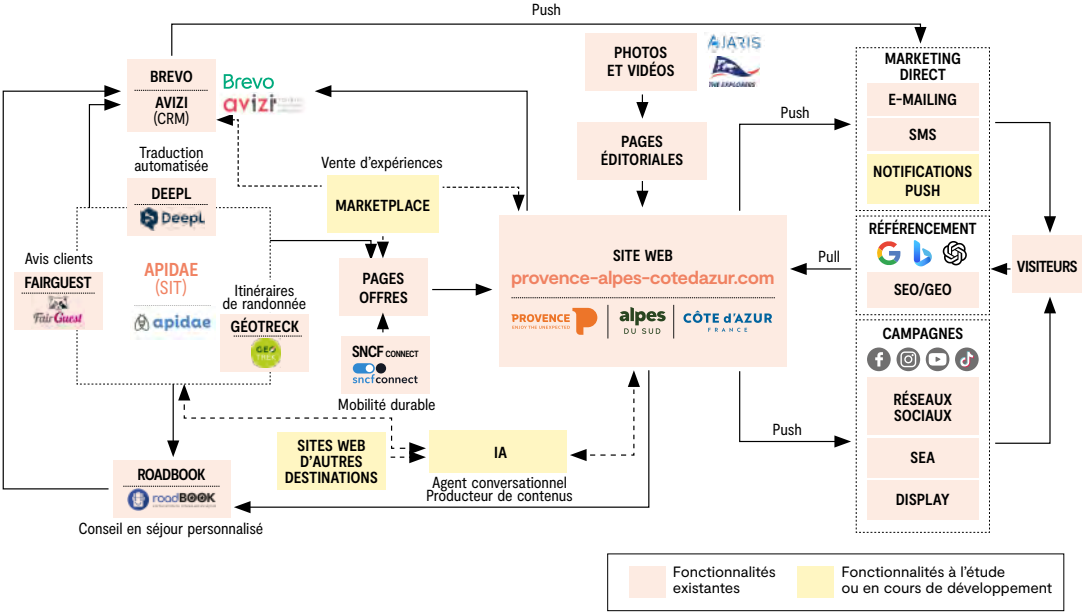 Push
BREVO
AVIZI
(CRM)
Brevo
avizi
PHOTOS
ET VIDÉOS
AJARIS
THE EXPLORERS
MARKETING
DIRECT
E-MAILING
SMS
NOTIFICATIONS
PUSH
Push
PAGES
ÉDITORIALES
Traduction
automatisée
DEEPL
DeepL
Vente d'expériences
MARKETPLACE
Avis clients
FAIRGUEST
Fair Guest
APIDAE
(SIT)
apidae
Itinéraires
de randonnée
GÉOTRECK
GEO
TREK
PAGES
OFFRES
SNCF CONNECT
sncfconnect
Mobilité durable
SITE WEB
provence-alpes-cotedazur.com
PROVENCE
ENJOY THE UNEXPECTED
alpes
DU SUD
CÔTE d'AZUR
FRANCE
Pull
RÉFÉRENCEMENT
SEO/GEO
VISITEURS
CAMPAGNES
RÉSEAUX
SOCIAUX
SEA
DISPLAY
Push
SITES WEB
D'AUTRES
DESTINATIONS
IA
Agent conversationnel
Producteur de contenus
ROADBOOK
roadBOOK
Conseil en séjour personnalisé
Fonctionnalités
existantes
Fonctionnalités à l'étude
ou en cours de développement